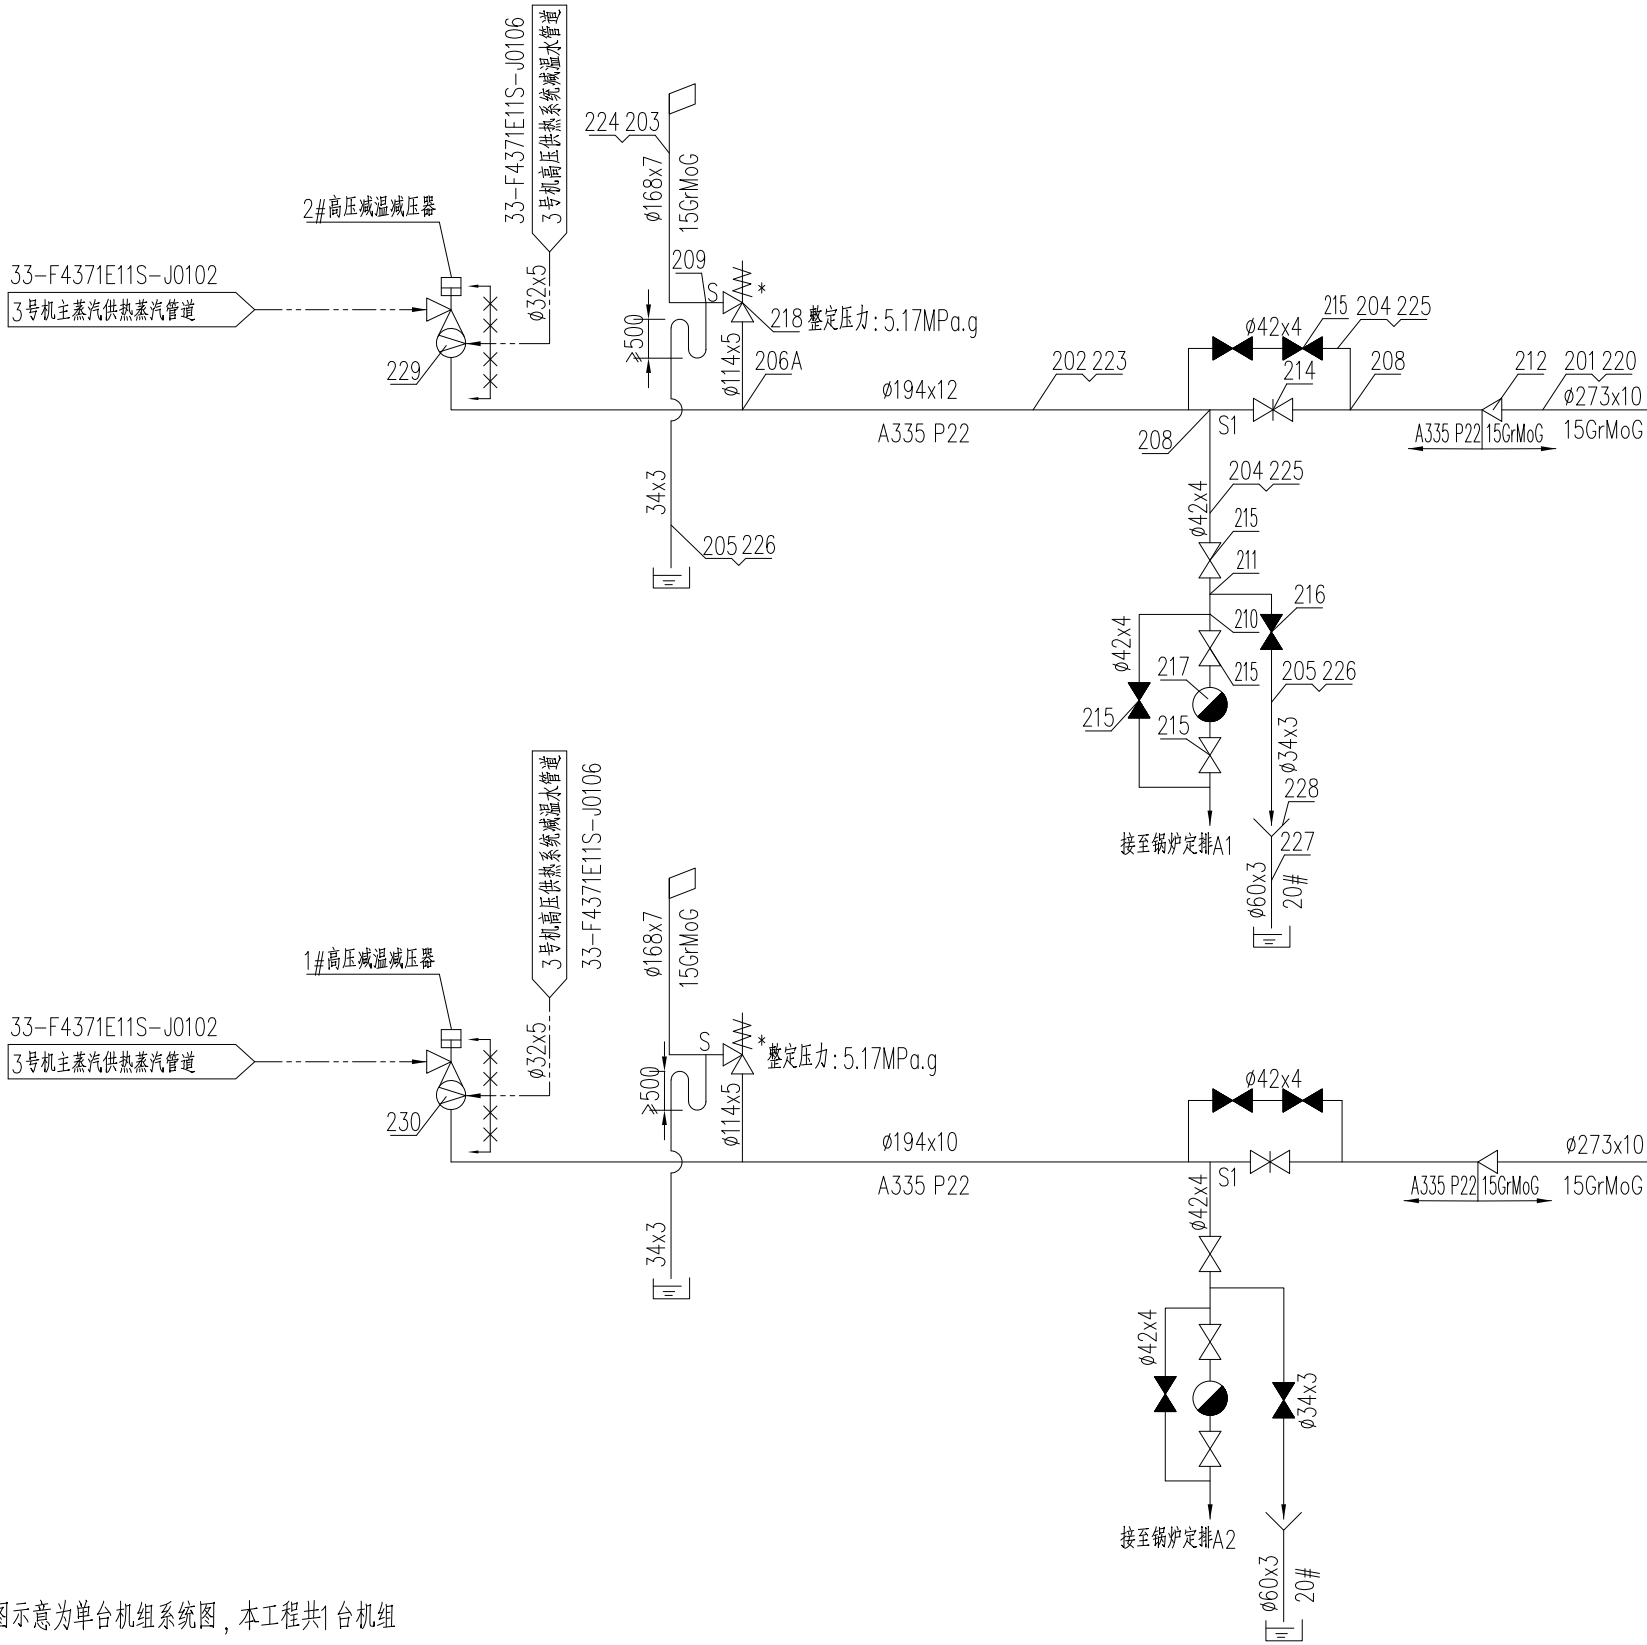 33-F4371E11S-J0106
3号机高压供热系统减温水管道
224 203
ø168x7
15GrMoG
2#高压减温减压器
33-F4371E11S-J0102
3号机主蒸汽供热蒸汽管道
ø32x5
209
S
*
218 整定压力:5.17MPa.g
≥500
ø114x5
229
206A
ø194x12
A335 P22
202 223
ø42x4
215
204 225
214
208
212
201 220
ø273x10
S1
208
A335 P22
15GrMoG
15GrMoG
34x3
205 226
204 225
ø42x4
215
211
216
210
ø42x4
217
215
205 226
215
215
ø34x3
228
接至锅炉定排A1
227
ø60x3
20#
3号机高压供热系统减温水管道
33-F4371E11S-J0106
ø168x7
15GrMoG
1#高压减温减压器
33-F4371E11S-J0102
3号机主蒸汽供热蒸汽管道
ø32x5
S
*
整定压力:5.17MPa.g
≥500
ø114x5
230
ø194x10
A335 P22
ø42x4
ø273x10
S1
A335 P22
15GrMoG
15GrMoG
ø42x4
34x3
ø42x4
ø34x3
接至锅炉定排A2
ø60x3
20#
图示意为单台机组系统图,本工程共1台机组